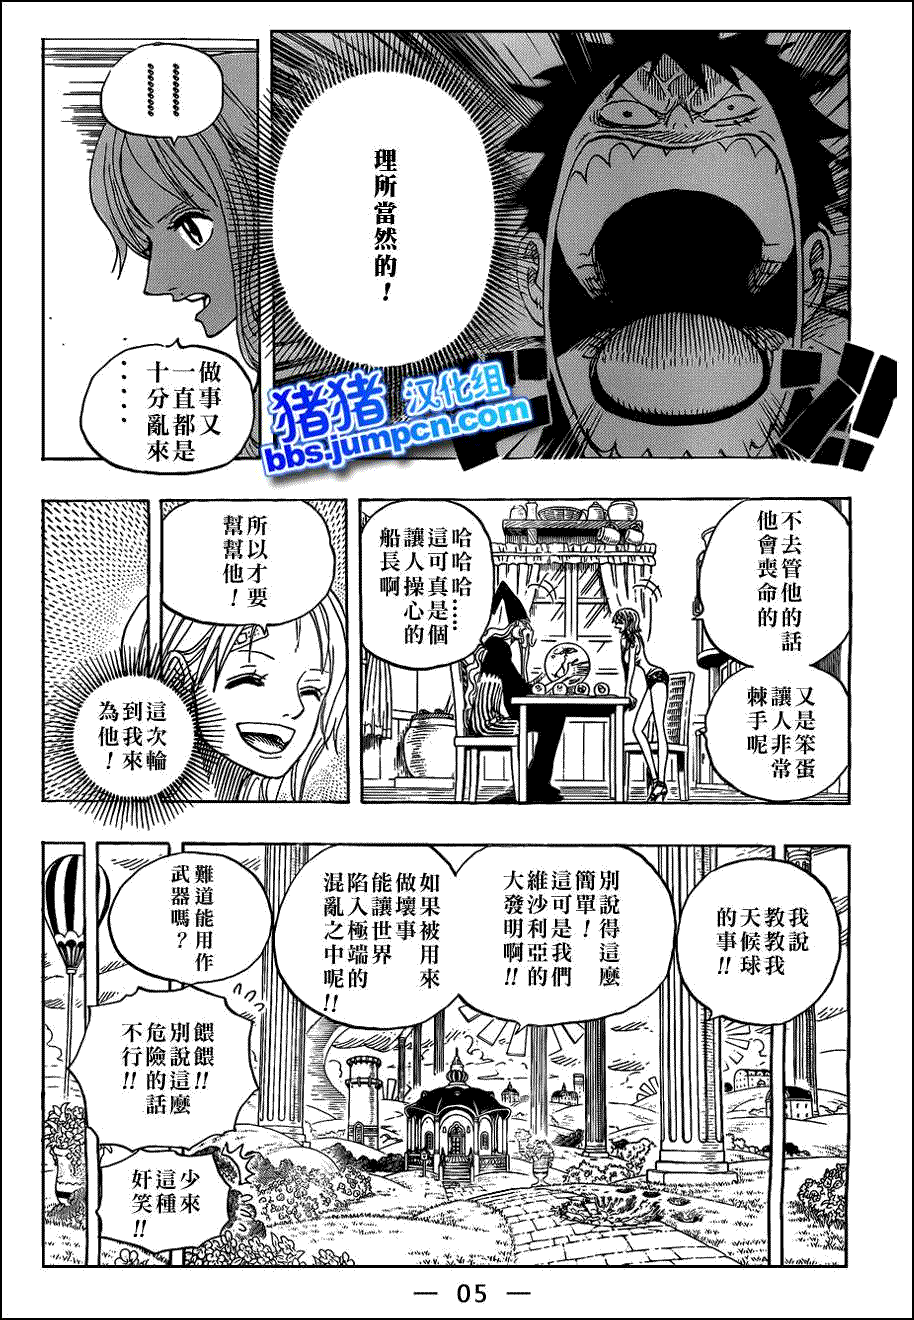 理所當然的！
⋯⋯⋯⋯
做事又
一直都是
十分亂來
⋯⋯
猪猪 汉化组
bbs.jumpcn.com
不去管他的話
他會喪命的
又是笨蛋
讓人非常
棘手呢
哈哈哈⋯⋯
這可真是個
讓人操心的
船長啊
所以才要
幫幫他！
這次輪
到我來
為他！
我說
教教我
天候球
的事!!
別說得這麼
簡單！
這可是我們
維沙利亞的
大發明啊!!
如果被用來
做壞事
能讓世界
陷入極端的
混亂之中呢!!
難道能用作
武器嗎？
餵餵!!
別說這麼
危險的話
不行!!
少來
這種
奸笑!!
— 05 —